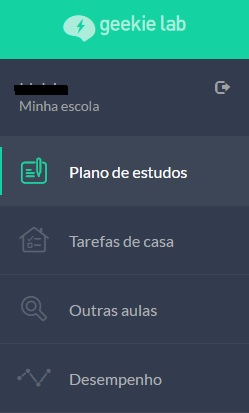 geekie lab
Minha escola
Plano de estudos
Tarefas de casa
Outras aulas
Desempenho